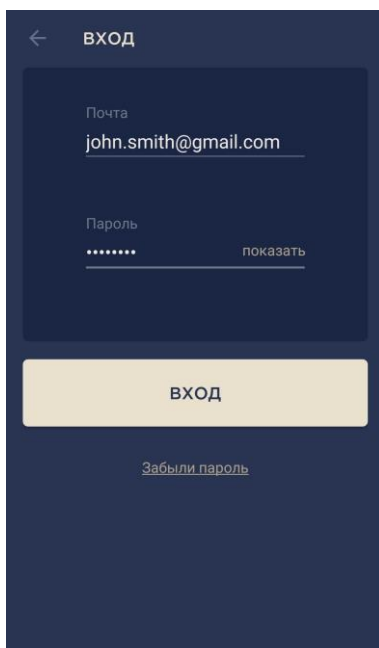 ВХОД
Почта
john.smith@gmail.com
Пароль
•••••••• показать
ВХОД
Забыли пароль